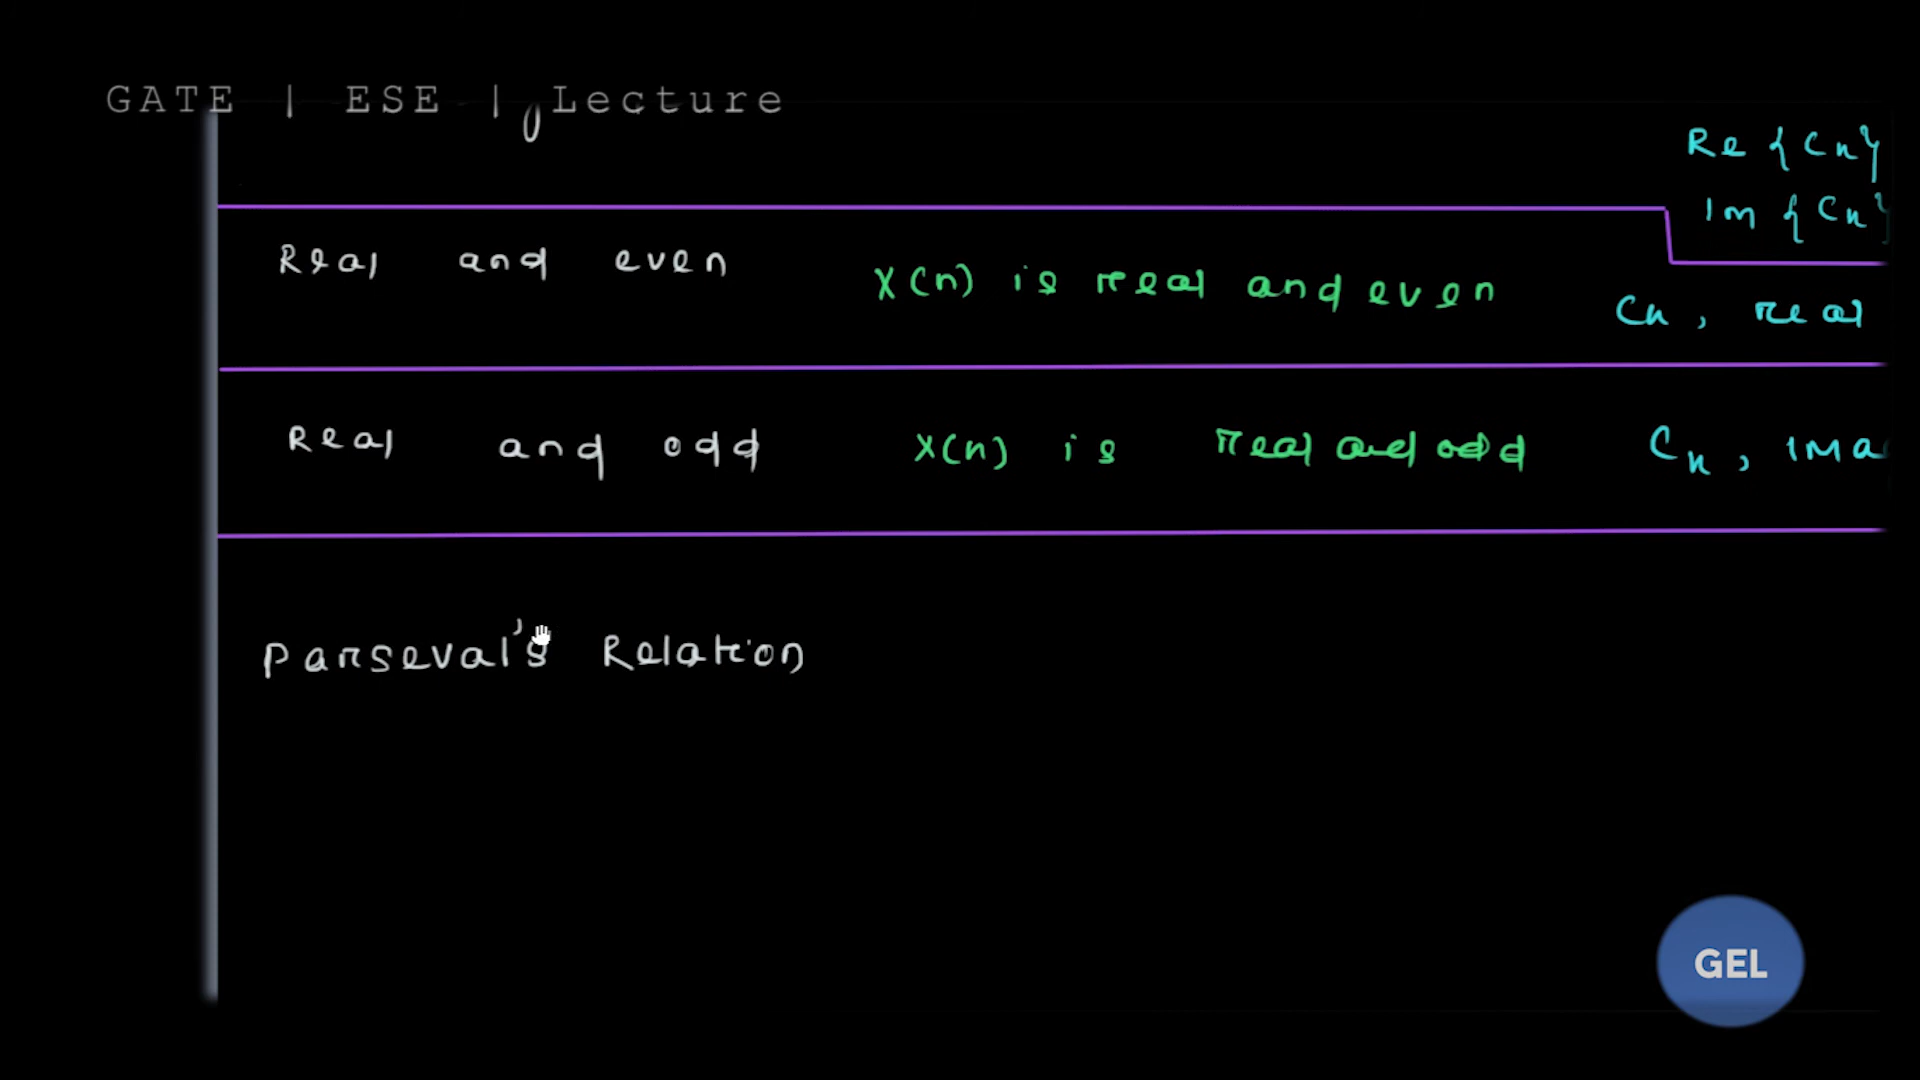 GATE | ESE | Lecture
Re {Cn}
Im {Cn}
Real and even x(n) is real and even Cn, real
Real and odd x(n) is real and odd Cn, ima
Parseval's Relation
GEL